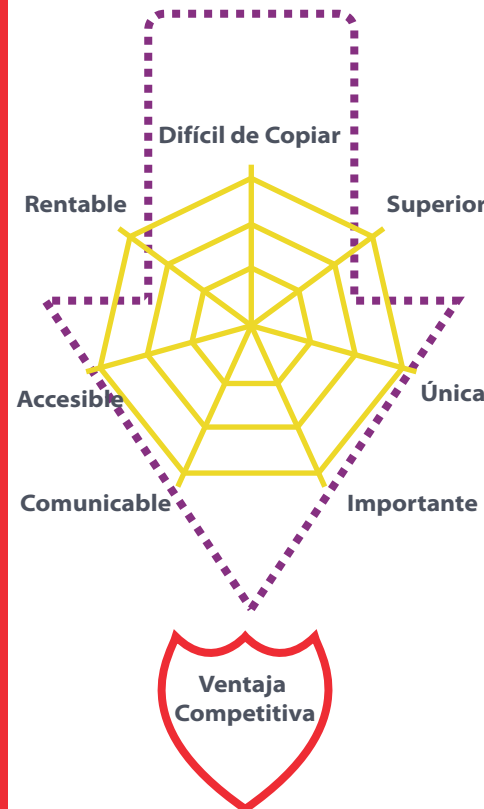 Difícil de Copiar
Rentable
Superior
Accesible
Única
Comunicable
Importante
Ventaja
Competitiva